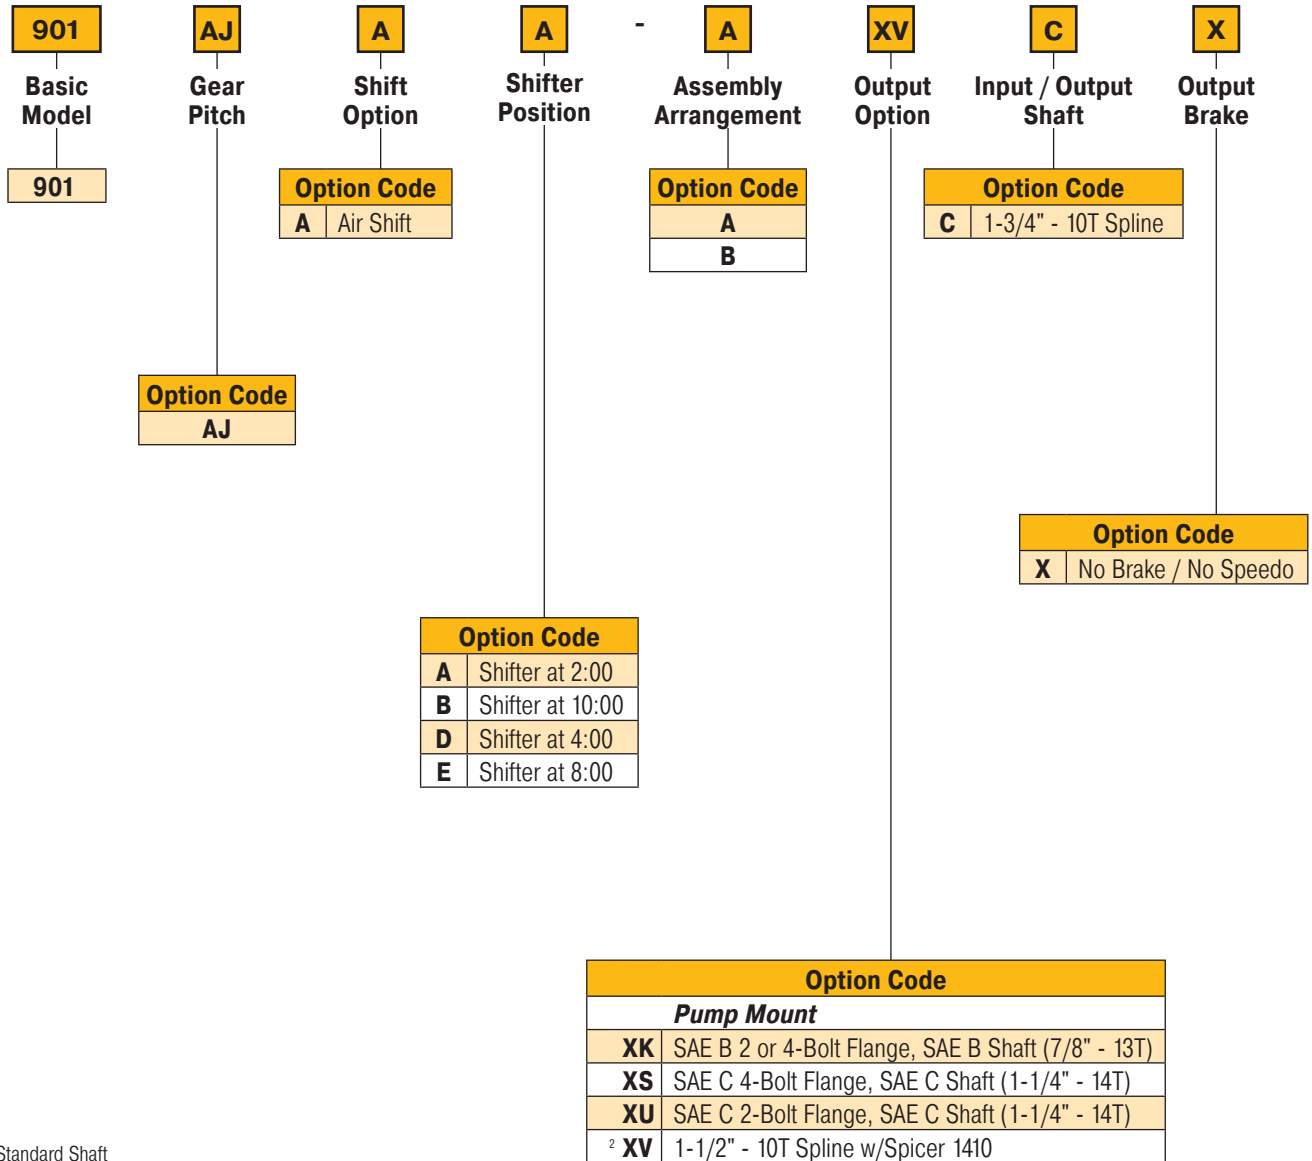 901 AJ A A - A XV C X
Basic Model
Gear Pitch
Shift Option
Shifter Position
Assembly Arrangement
Output Option
Input / Output Shaft
Output Brake
901
Option Code
A Air Shift
Option Code
A
B
Option Code
C 1-3/4" - 10T Spline
Option Code
AJ
Option Code
X No Brake / No Speedo
Option Code
A Shifter at 2:00
B Shifter at 10:00
D Shifter at 4:00
E Shifter at 8:00
Option Code
Pump Mount
XK SAE B 2 or 4-Bolt Flange, SAE B Shaft (7/8" - 13T)
XS SAE C 4-Bolt Flange, SAE C Shaft (1-1/4" - 14T)
XU SAE C 2-Bolt Flange, SAE C Shaft (1-1/4" - 14T)
2 XV 1-1/2" - 10T Spline w/Spicer 1410
Standard Shaft